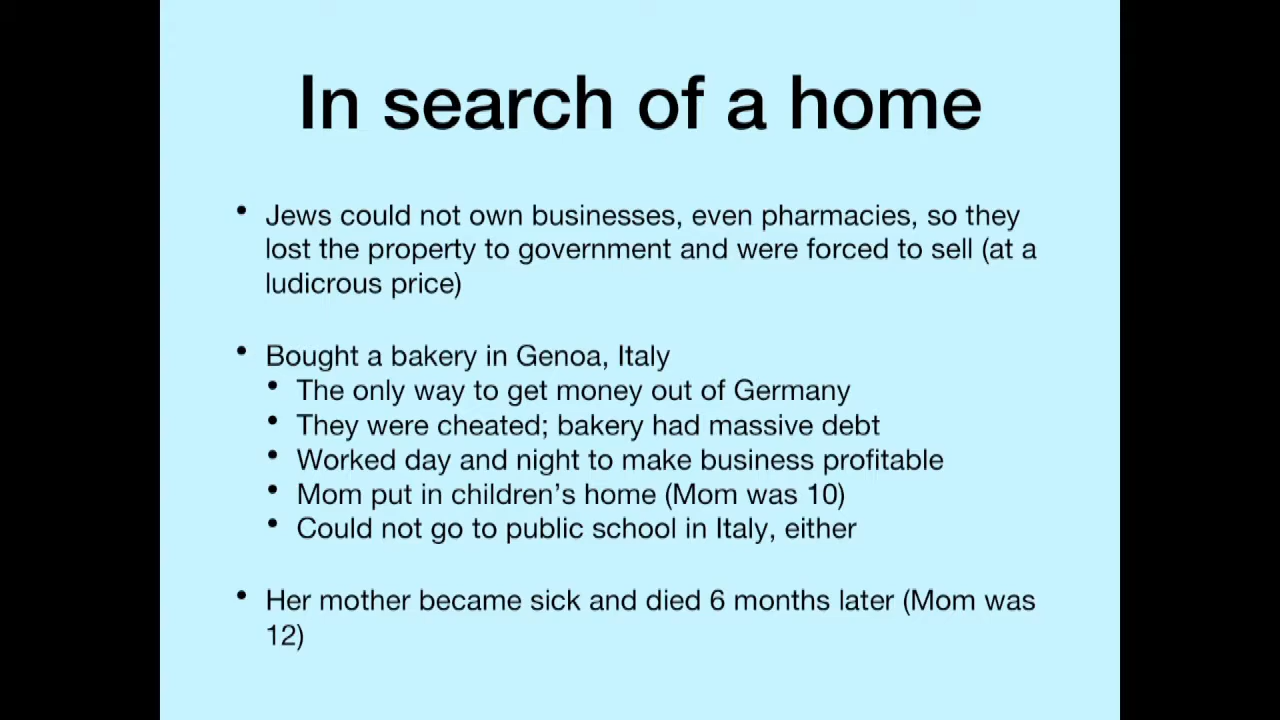 In search of a home
• Jews could not own businesses, even pharmacies, so they
lost the property to government and were forced to sell (at a
ludicrous price)
• Bought a bakery in Genoa, Italy
• The only way to get money out of Germany
• They were cheated; bakery had massive debt
• Worked day and night to make business profitable
• Mom put in children’s home (Mom was 10)
• Could not go to public school in Italy, either
• Her mother became sick and died 6 months later (Mom was
12)